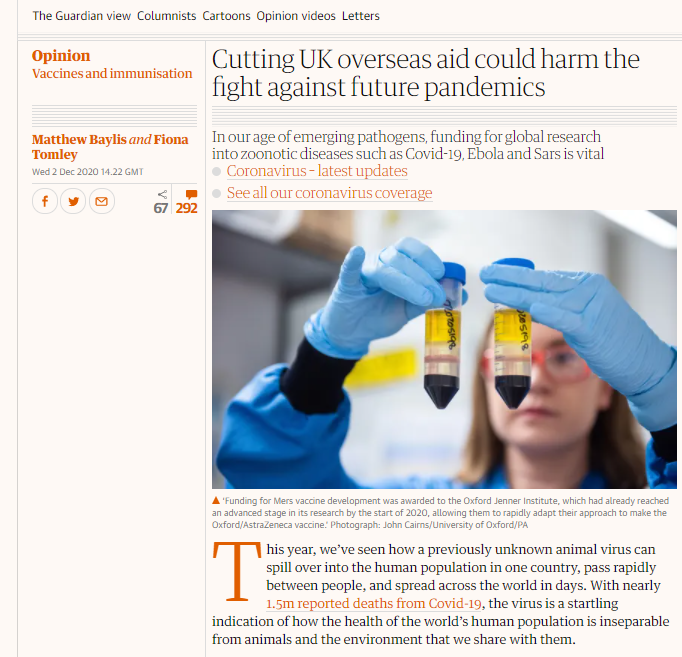 The Guardian view Columnists Cartoons Opinion videos Letters
Opinion
Vaccines and immunisation
Matthew Baylis and Fiona
Tomley
Wed 2 Dec 2020 14.22 GMT
67 292
Cutting UK overseas aid could harm the
fight against future pandemics
In our age of emerging pathogens, funding for global research
into zoonotic diseases such as Covid-19, Ebola and Sars is vital
Coronavirus – latest updates
See all our coronavirus coverage
‘Funding for Mers vaccine development was awarded to the Oxford Jenner Institute, which had already reached
an advanced stage in its research by the start of 2020, allowing them to rapidly adapt their approach to make the
Oxford/AstraZeneca vaccine.’ Photograph: John Cairns/University of Oxford/PA
This year, we’ve seen how a previously unknown animal virus can
spill over into the human population in one country, pass rapidly
between people, and spread across the world in days. With nearly
1.5m reported deaths from Covid-19, the virus is a startling
indication of how the health of the world’s human population is inseparable
from animals and the environment that we share with them.